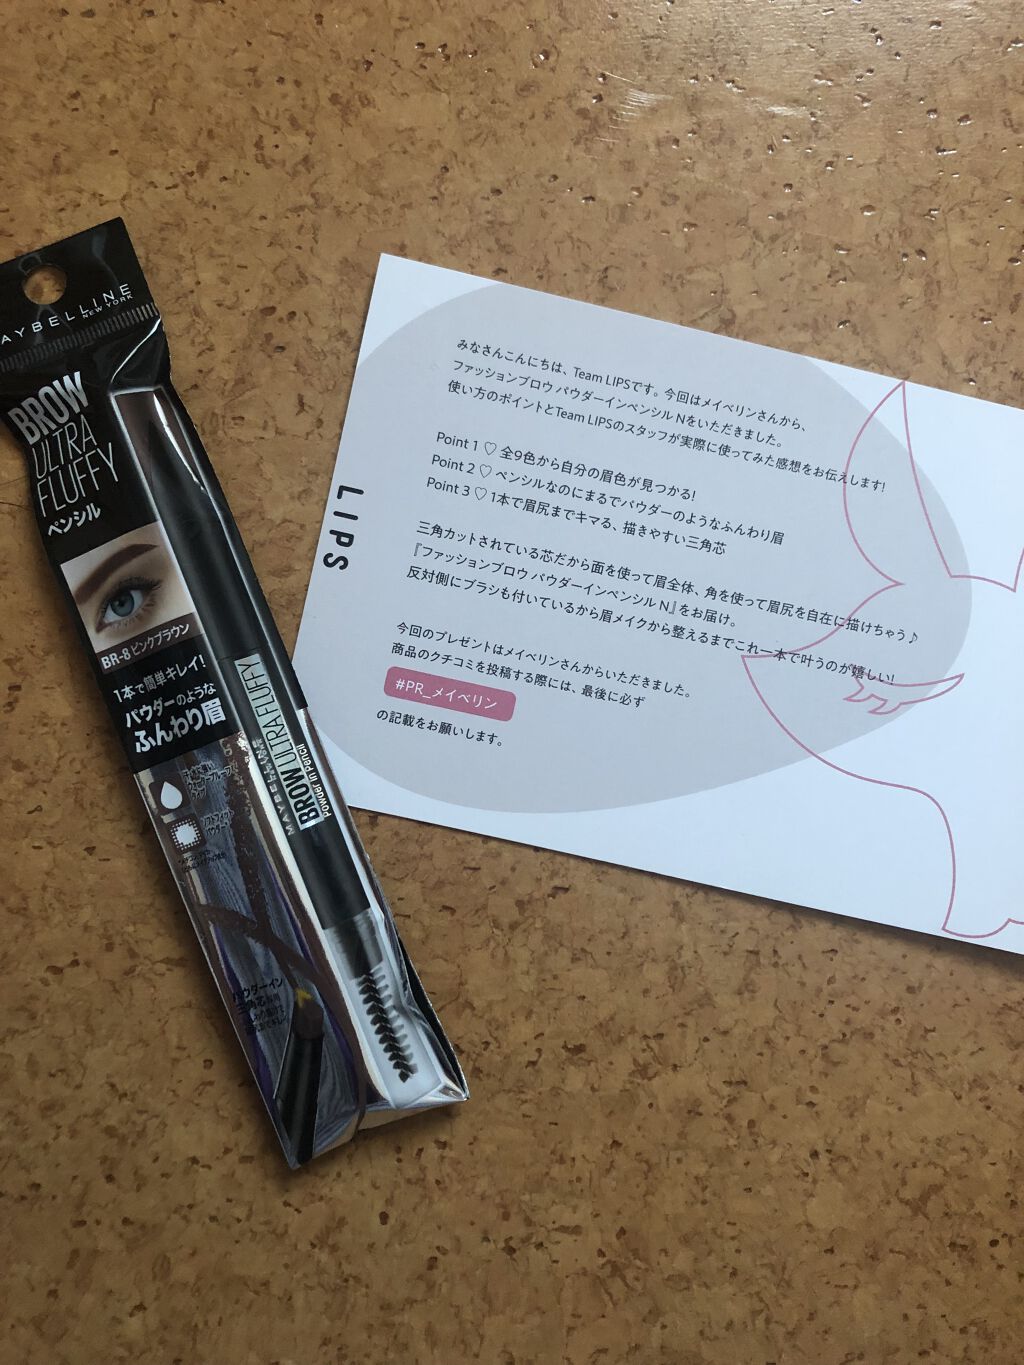 MAYBELLINE
NEW YORK
BROW
ULTRA
FLUFFY
ペンシル
BR-8 ピンクブラウン
1本で簡単キレイ!
パウダーのような
ふんわり眉
MAYBELLINE
BROW ULTRA FLUFFY
Powder In Pencil
パウダーイン
三角芯
LIPS
みなさんこんにちは、Team LIPSです。今回はメイベリンさんから、
ファッションブロウ パウダーインペンシル Nをいただきました。
使い方のポイントとTeam LIPSのスタッフが実際に使ってみた感想をお伝えします!
Point 1 ♡ 全9色から自分の眉色が見つかる!
Point 2 ♡ ペンシルなのにまるでパウダーのようなふんわり眉
Point 3 ♡ 1本で眉尻までキマる、描きやすい三角芯
三角カットされている芯だから面を使って眉全体、角を使って眉尻を自在に描けちゃう♪
『ファッションブロウ パウダーインペンシル N』をお届け。
反対側にブラシも付いているから眉メイクから整えるまでこれ一本で叶うのが嬉しい!
今回のプレゼントはメイベリンさんからいただきました。
商品のクチコミを投稿する際には、最後に必ず
#PR_メイベリン
の記載をお願いします。